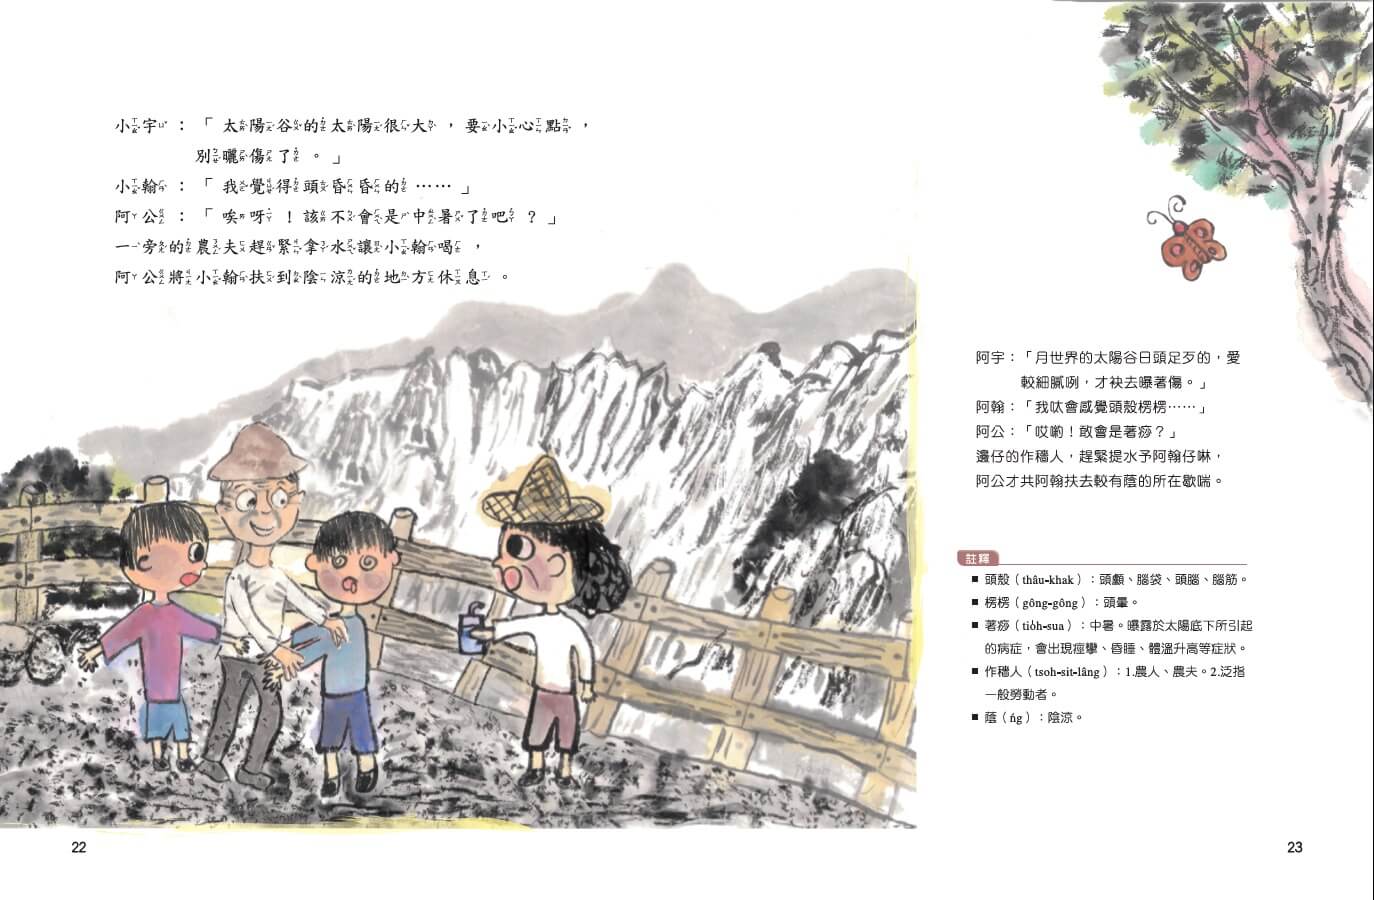 小宇：「太陽谷的太陽很大，要小心點，
別曬傷了。」
小翰：「我覺得頭昏昏的……」
阿公：「唉呀！該不會是中暑了吧？」
一旁的農夫趕緊拿水讓小翰喝，
阿公將小翰扶到陰涼的地方休息。
阿宇：「月世界的太陽谷日頭足歹的，愛
較細膩咧，才袂去曝著傷。」
阿翰：「我呔會感覺頭殼楞楞……」
阿公：「哎喲！敢會是著痧？」
邊仔的作穡人，趕緊提水予阿翰仔啉，
阿公才共阿翰扶去較有蔭的所在歇喘。
註釋
■ 頭殼（thâu-khak）：頭顱、腦袋、頭腦、腦筋。
■ 楞楞（gông-gông）：頭暈。
■ 著痧（tio̍h-sua）：中暑。曝露於太陽底下所引起
的病症，會出現痙攣、昏睡、體溫升高等症狀。
■ 作穡人（tsoh-sit-lâng）：1.農人、農夫。2.泛指
一般勞動者。
■ 蔭（ńg）：陰涼。
22
23